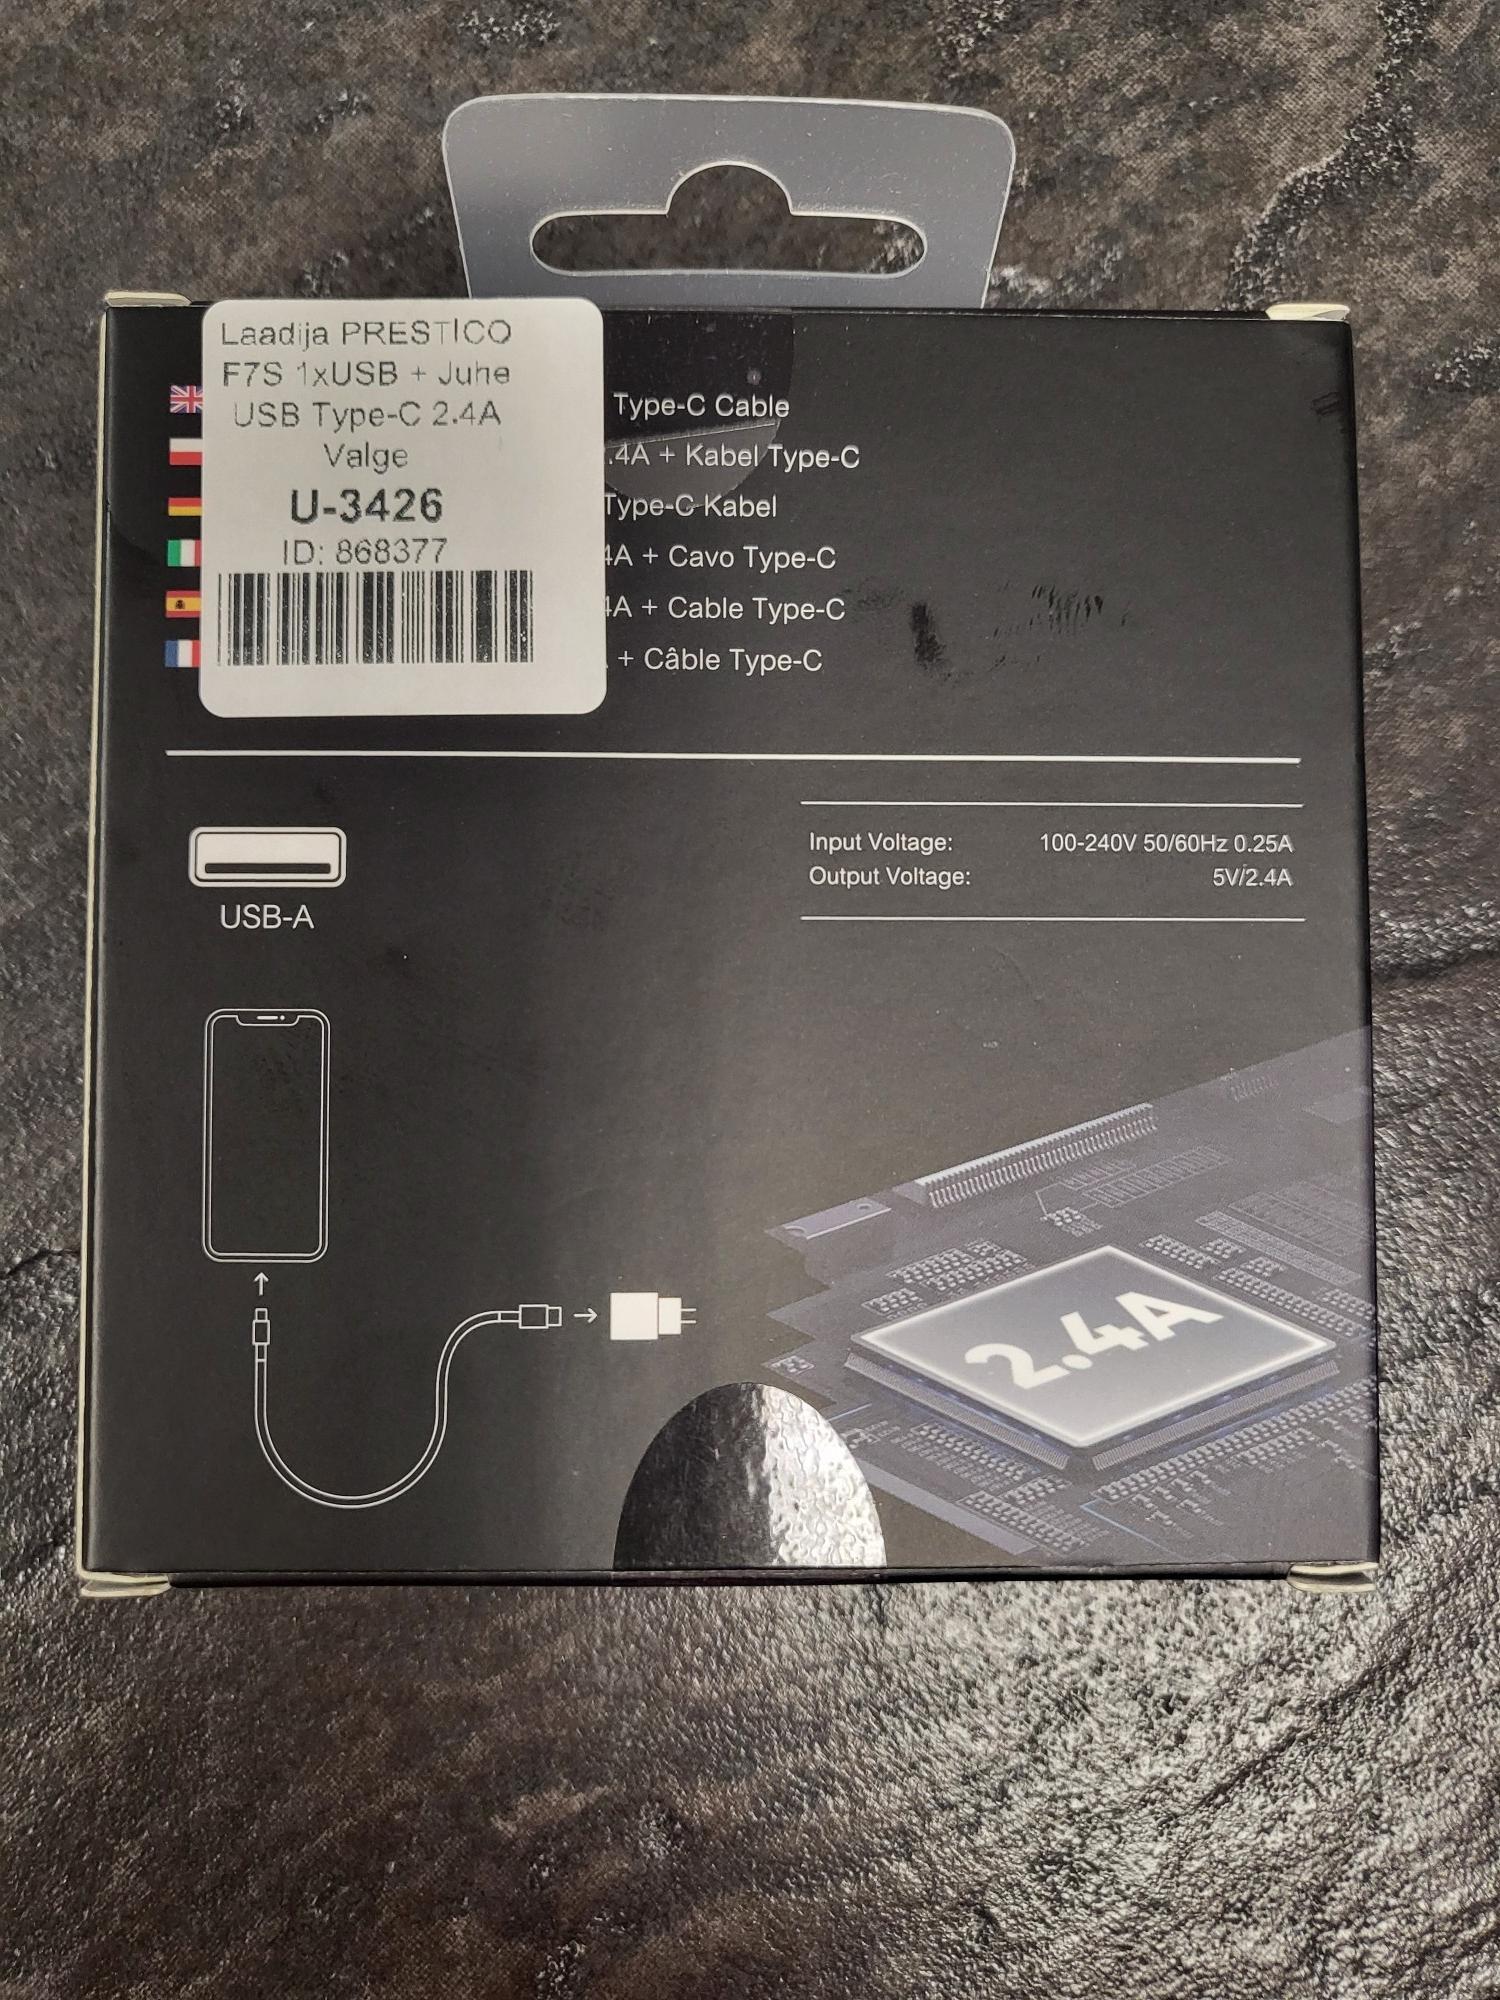 Laadija PRESTICO
F7S 1xUSB + Juhe
USB Type-C 2.4A
Valge
U-3426
ID: 868377
Type-C Cable
.4A + Kabel Type-C
Type-C Kabel
4A + Cavo Type-C
4A + Cable Type-C
+ Câble Type-C
Input Voltage: 100-240V 50/60Hz 0.25A
Output Voltage: 5V/2.4A
USB-A
2.4A